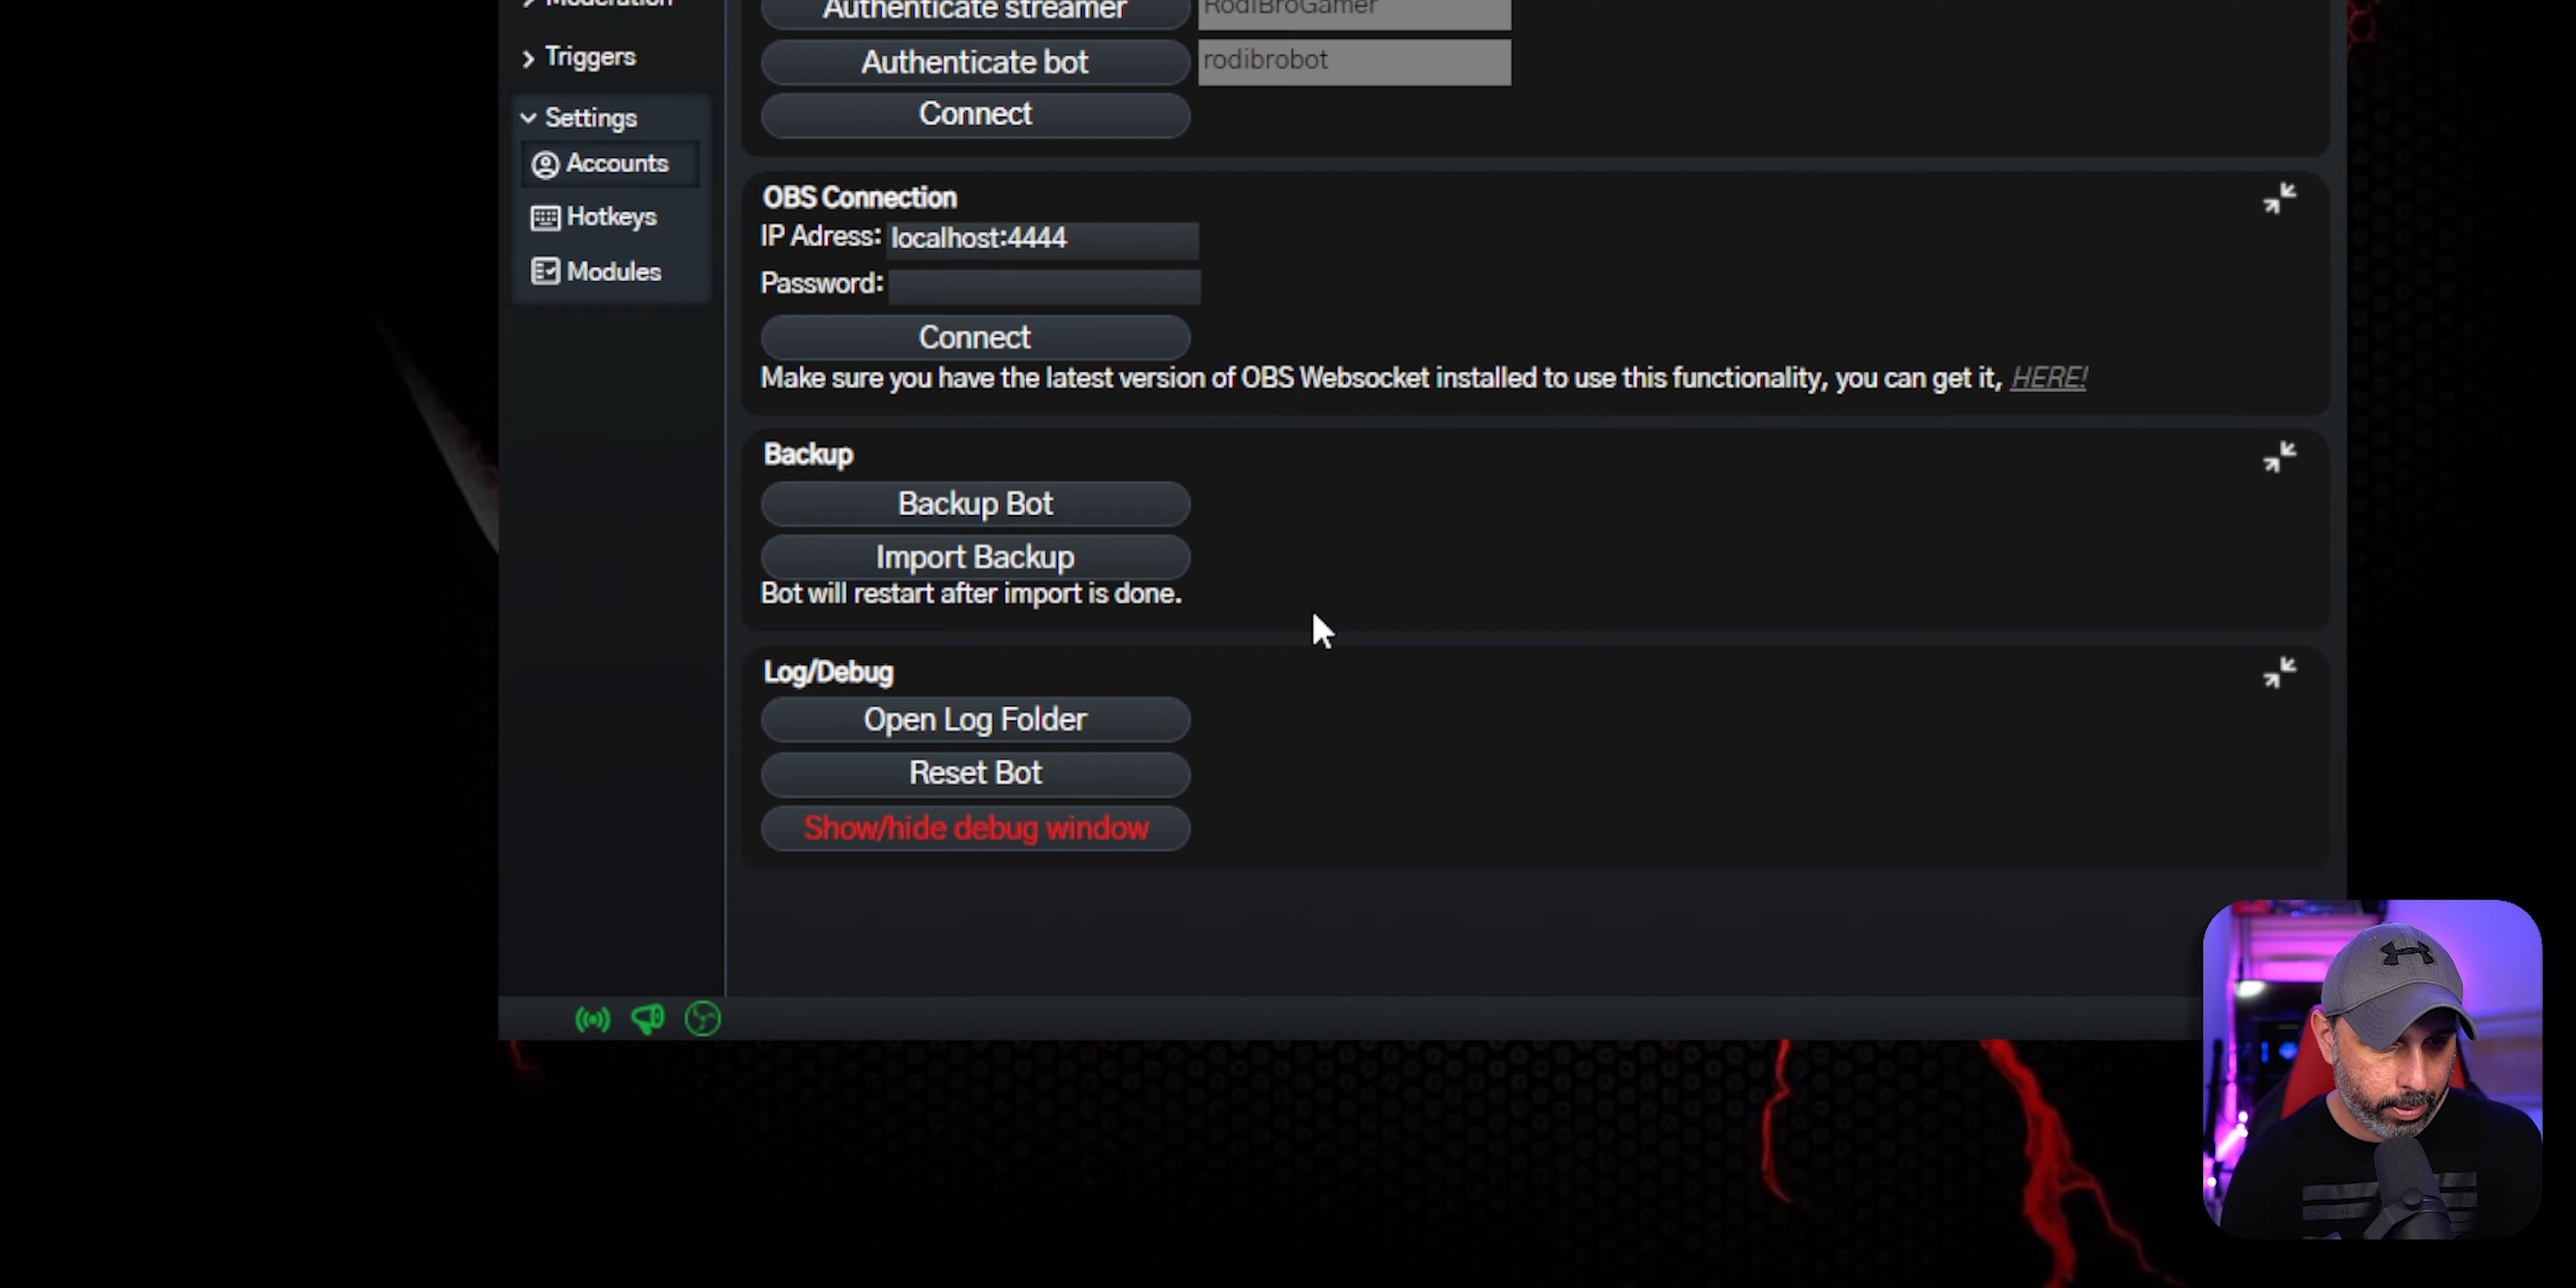 Moderation
Authenticate streamer
RodiBroGamer
Triggers
Authenticate bot
rodibrobot
Settings
Connect
Accounts
Hotkeys
Modules
OBS Connection
IP Adress: localhost:4444
Password:
Connect
Make sure you have the latest version of OBS Websocket installed to use this functionality, you can get it, HERE!
Backup
Backup Bot
Import Backup
Bot will restart after import is done.
Log/Debug
Open Log Folder
Reset Bot
Show/hide debug window